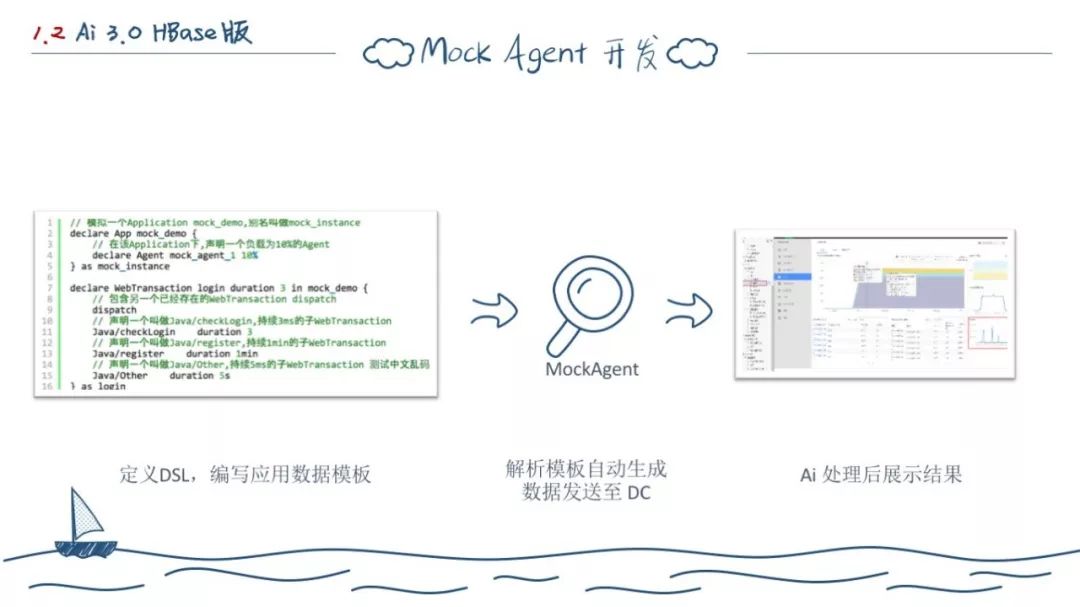 1.2 Ai 3.0 HBase版
Mock Agent 开发
1 // 模拟一个Application mock_demo,别名叫做mock_instance
2 declare App mock_demo {
3 // 在该Application下,声明一个负载为10%的Agent
4 declare Agent mock_agent_1 10%
5 } as mock_instance
6
7 declare WebTransaction login duration 3 in mock_demo {
8 // 包含另一个已经存在的WebTransaction dispatch
9 dispatch
10 // 声明一个叫做Java/checkLogin,持续3ms的子WebTransaction
11 Java/checkLogin duration 3
12 // 声明一个叫做Java/register,持续1min的子WebTransaction
13 Java/register duration 1min
14 // 声明一个叫做Java/Other,持续5ms的子WebTransaction 测试中文乱码
15 Java/Other duration 5s
16 } as login
MockAgent
定义DSL，编写应用数据模板
解析模板自动生成
数据发送至 DC
Ai 处理后展示结果